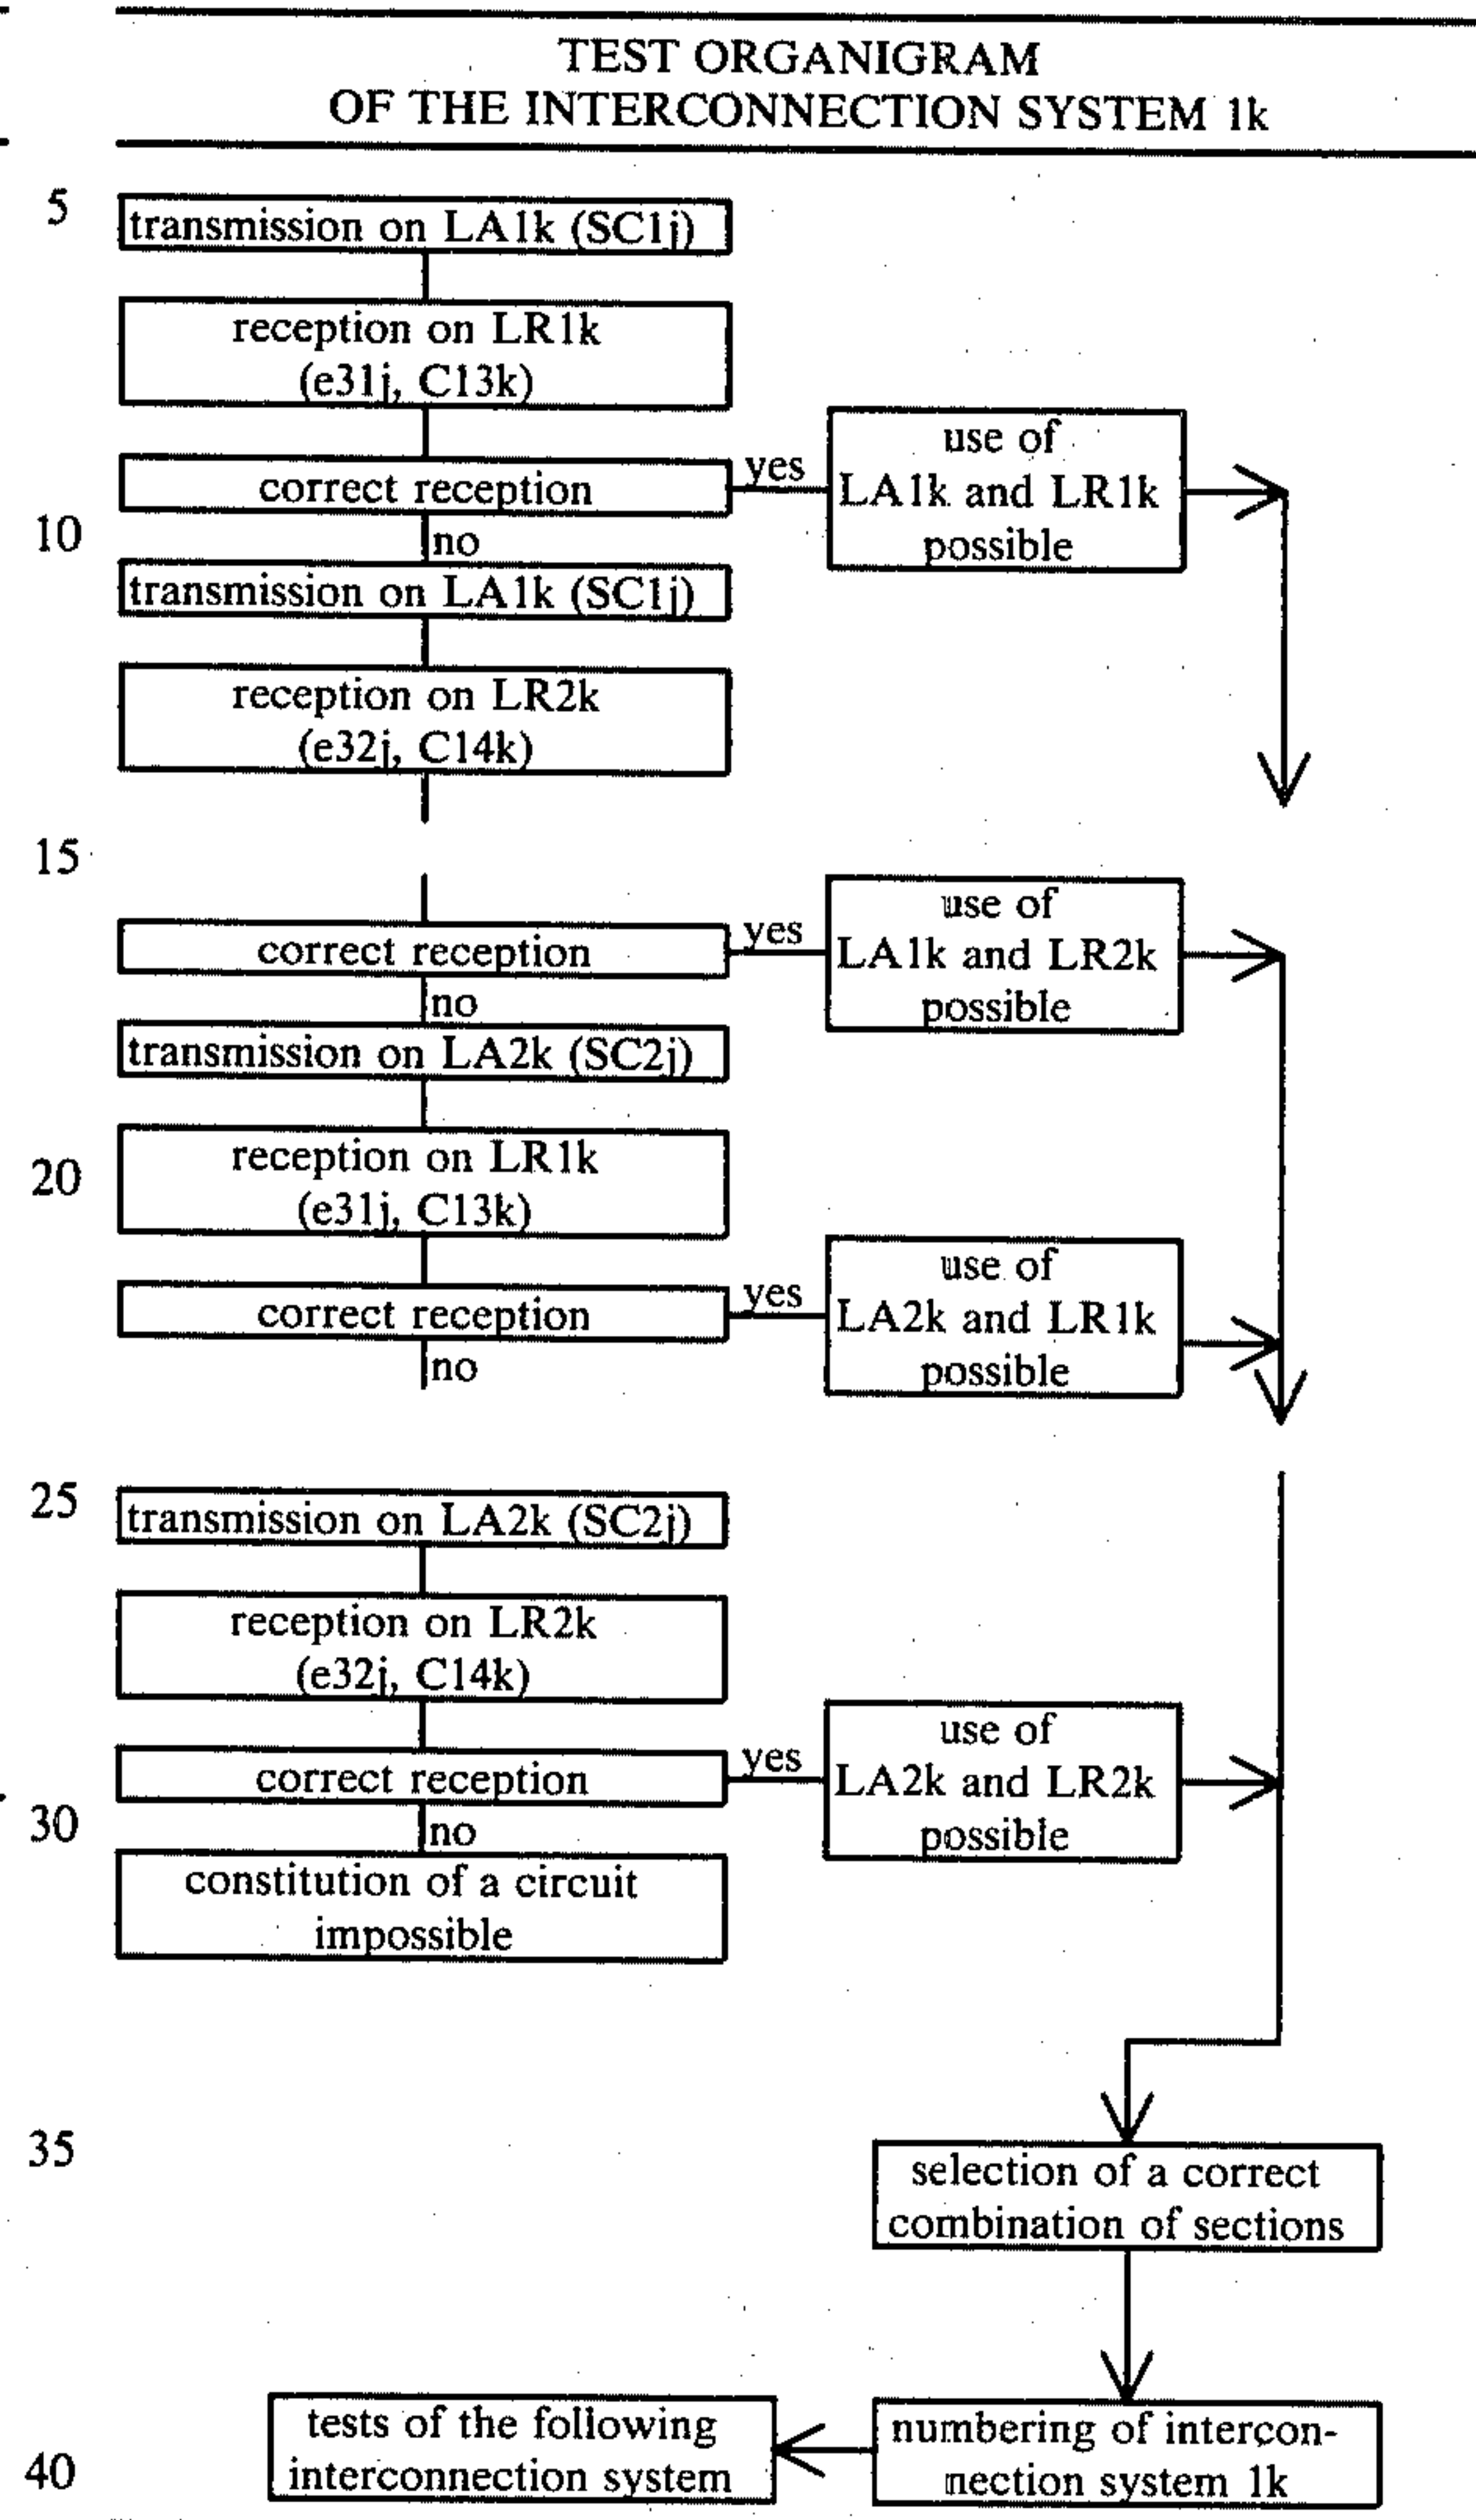 TEST ORGANIGRAM
OF THE INTERCONNECTION SYSTEM 1k
5
transmission on LA1k (SC1j)
reception on LR1k
(e31j, C13k)
correct reception
yes
use of
LA1k and LR1k
possible
10
no
transmission on LA1k (SC1j)
reception on LR2k
(e32j, C14k)
15
correct reception
yes
use of
LA1k and LR2k
possible
no
transmission on LA2k (SC2j)
reception on LR1k
20
(e31j, C13k)
correct reception
yes
use of
LA2k and LR1k
possible
no
25
transmission on LA2k (SC2j)
reception on LR2k
(e32j, C14k)
correct reception
yes
use of
LA2k and LR2k
possible
30
no
constitution of a circuit
impossible
35
selection of a correct
combination of sections
numbering of intercon-
nection system 1k
tests of the following
interconnection system
40